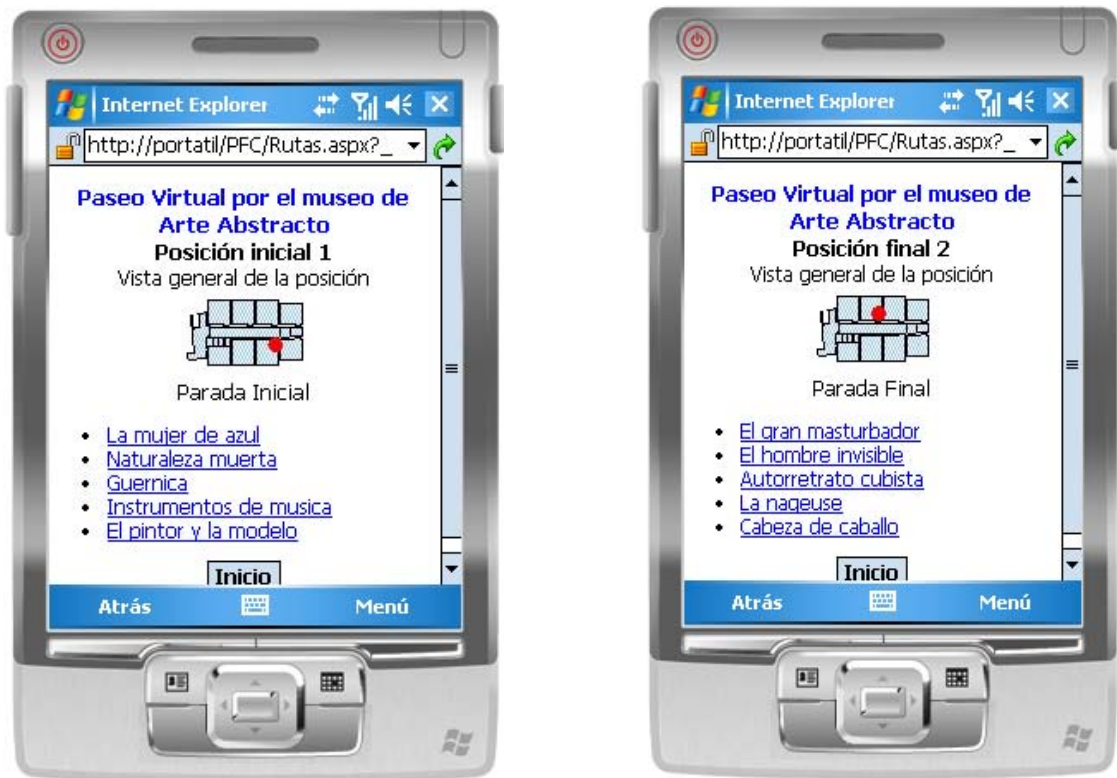 Internet Explorer
http://portatil/PFC/Rutas.aspx?_
Paseo Virtual por el museo de
Arte Abstracto
Posición inicial 1
Vista general de la posición
Parada Inicial
La mujer de azul
Naturaleza muerta
Guernica
Instrumentos de musica
El pintor y la modelo
Inicio
Atrás
Menú
Internet Explorer
http://portatil/PFC/Rutas.aspx?_
Paseo Virtual por el museo de
Arte Abstracto
Posición final 2
Vista general de la posición
Parada Final
El gran masturbador
El hombre invisible
Autorretrato cubista
La nageuse
Cabeza de caballo
Inicio
Atrás
Menú